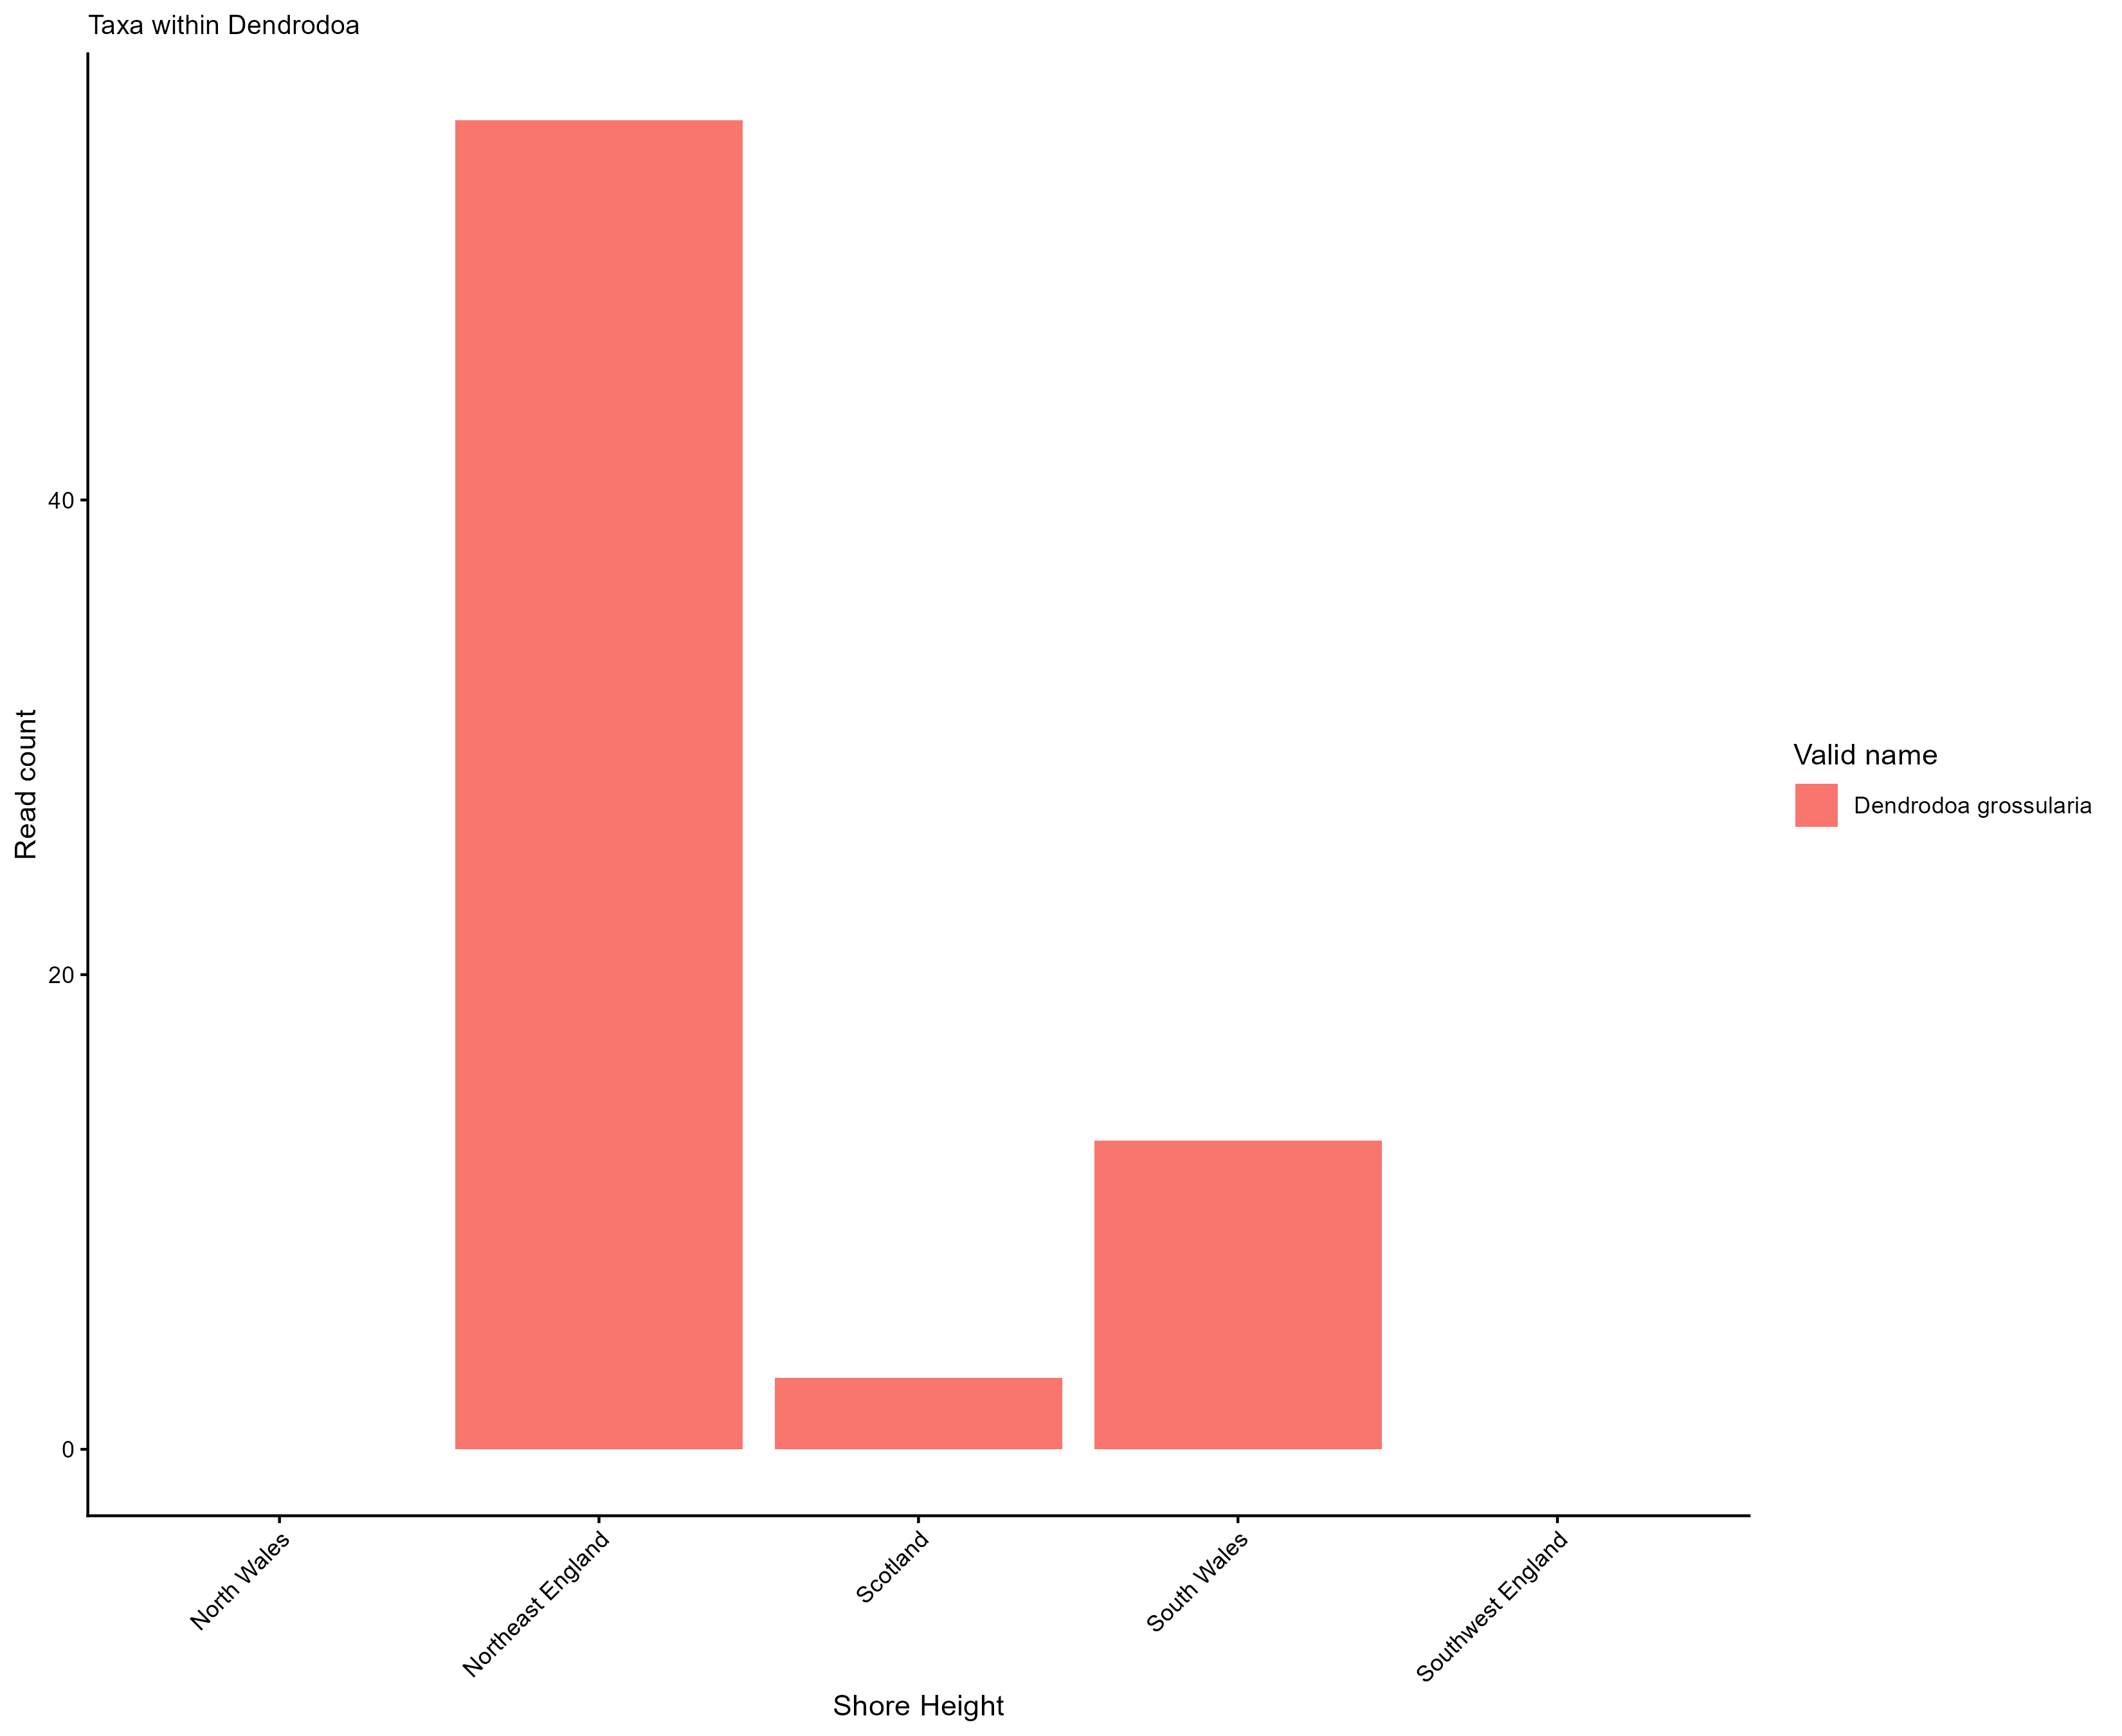 Taxa within Dendrodoa
Read count
40
20
0
North Wales
Northeast England
Scotland
South Wales
Southwest England
Shore Height
Valid name
Dendrodoa grossularia